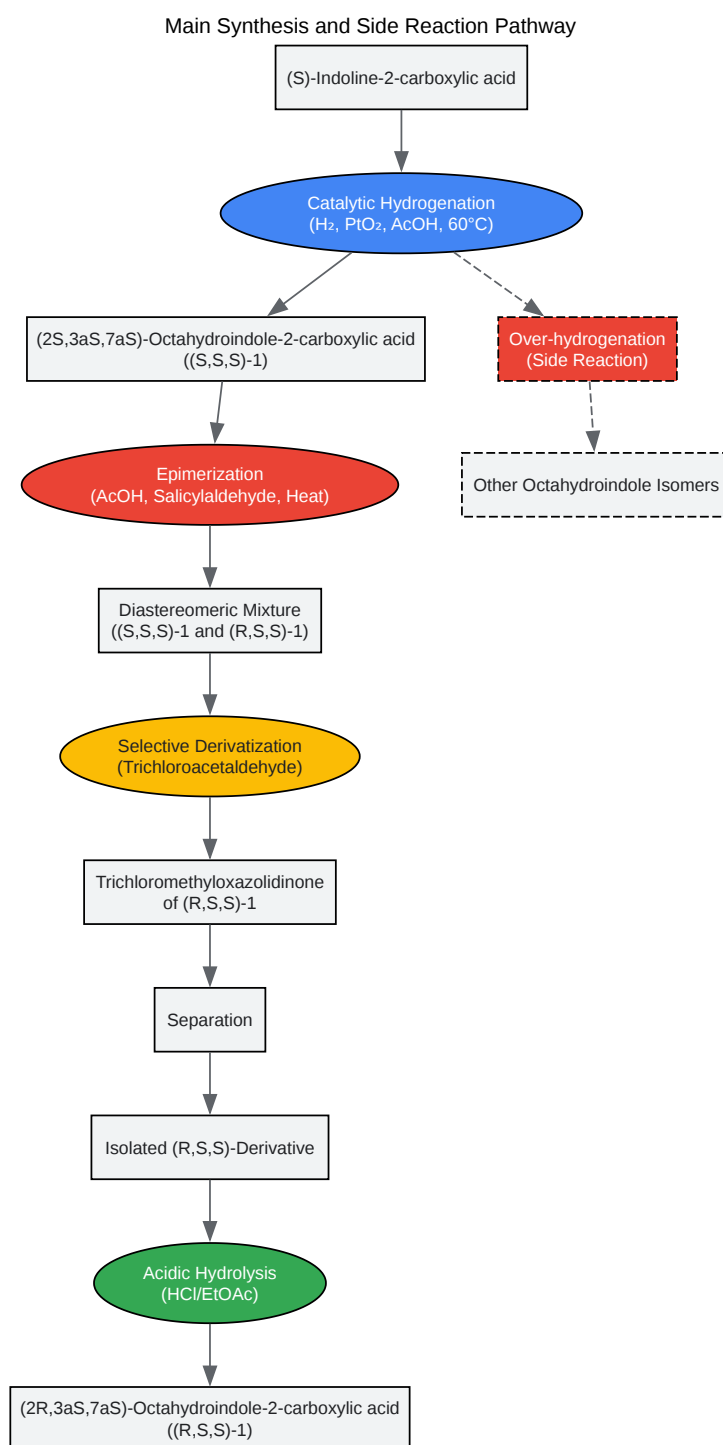 Main Synthesis and Side Reaction Pathway
(S)-Indoline-2-carboxylic acid
Catalytic Hydrogenation
(H₂, PtO₂, AcOH, 60°C)
(2S,3aS,7aS)-Octahydroindole-2-carboxylic acid
((S,S,S)-1)
Over-hydrogenation
(Side Reaction)
Epimerization
(AcOH, Salicylaldehyde, Heat)
Other Octahydroindole Isomers
Diastereomeric Mixture
((S,S,S)-1 and (R,S,S)-1)
Selective Derivatization
(Trichloroacetaldehyde)
Trichloromethyloxazolidinone
of (R,S,S)-1
Separation
Isolated (R,S,S)-Derivative
Acidic Hydrolysis
(HCl/EtOAc)
(2R,3aS,7aS)-Octahydroindole-2-carboxylic acid
((R,S,S)-1)